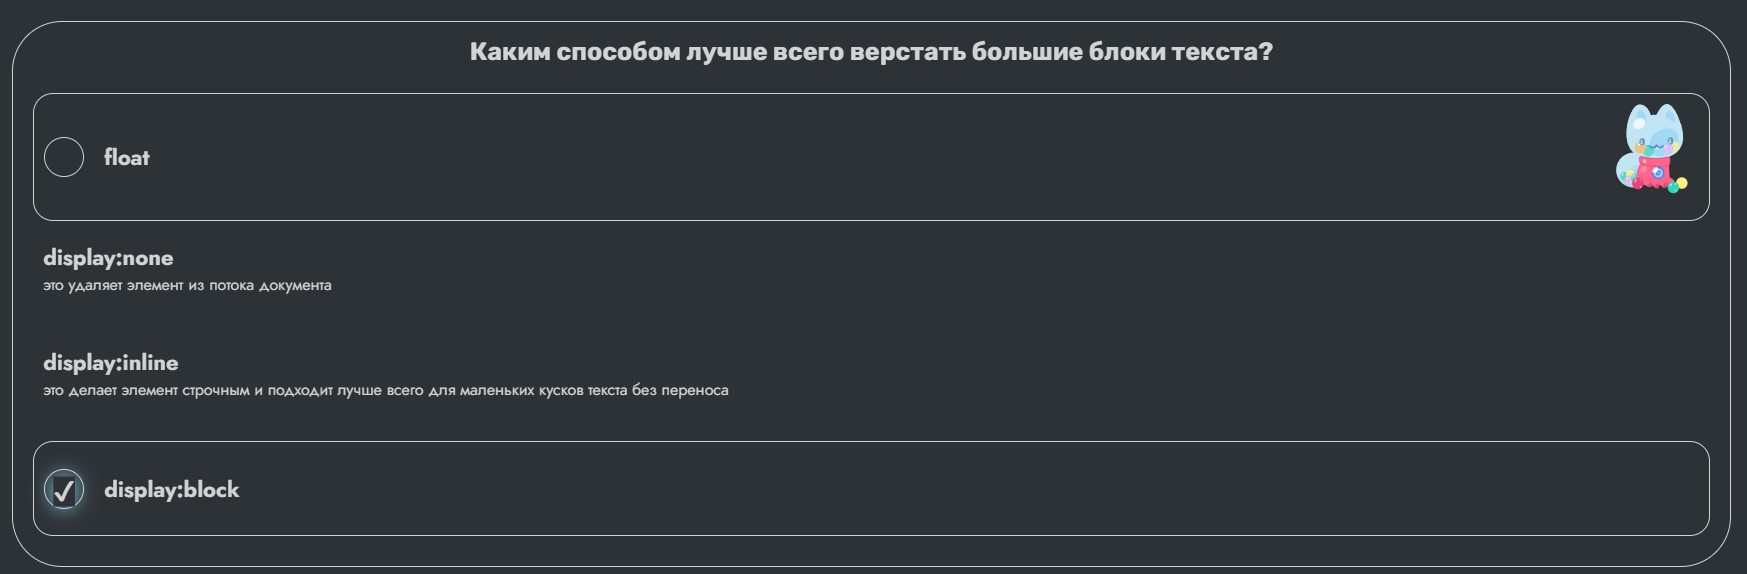 Каким способом лучше всего верстать большие блоки текста?
float
display:none
это удаляет элемент из потока документа
display:inline
это делает элемент строчным и подходит лучше всего для маленьких кусков текста без переноса
display:block